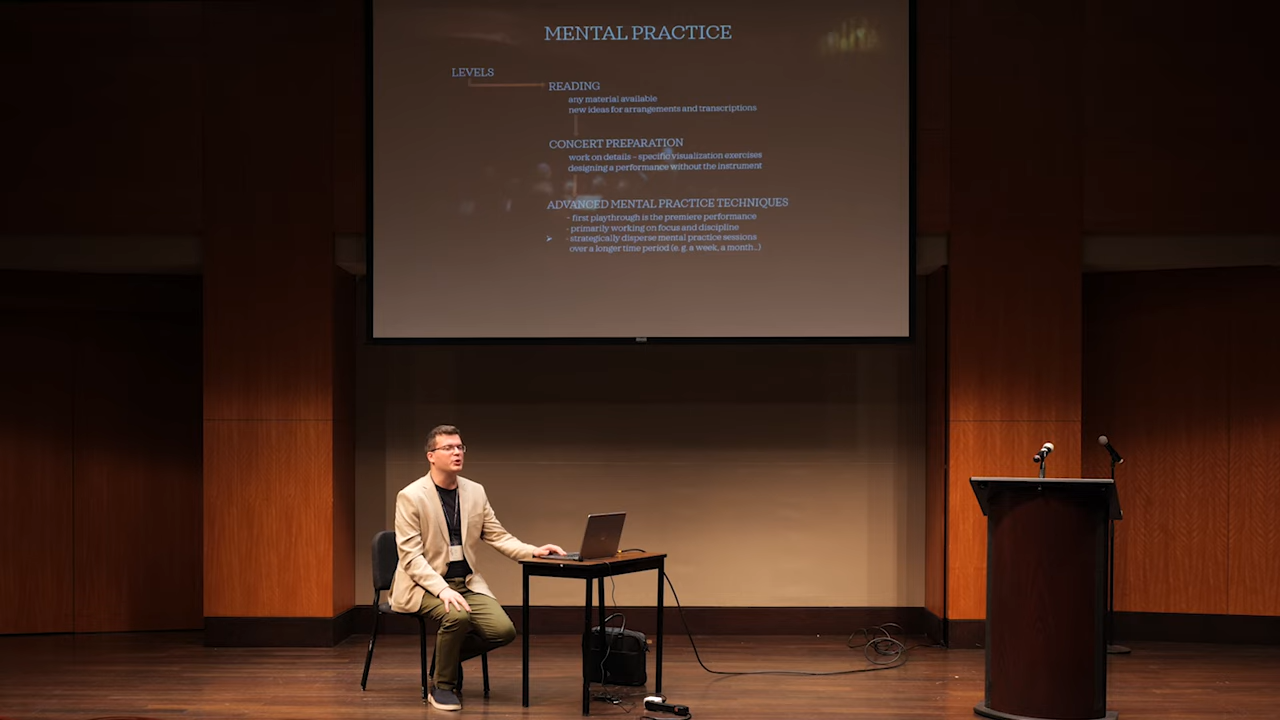 MENTAL PRACTICE
LEVELS
READING
any material available
new ideas for arrangements and transcriptions
CONCERT PREPARATION
work on details - specific visualization exercises
designing a performance without the instrument
ADVANCED MENTAL PRACTICE TECHNIQUES
- first playthrough is the premiere performance
- primarily working on focus and discipline
- strategically disperse mental practice sessions
over a longer time period (e. g. a week, a month...)